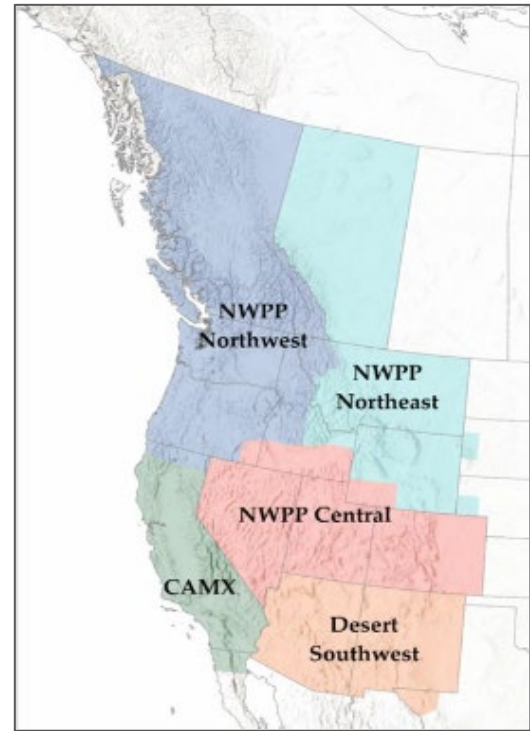 NWPP
Northwest
NWPP
Northeast
NWPP Central
CAMX
Desert
Southwest